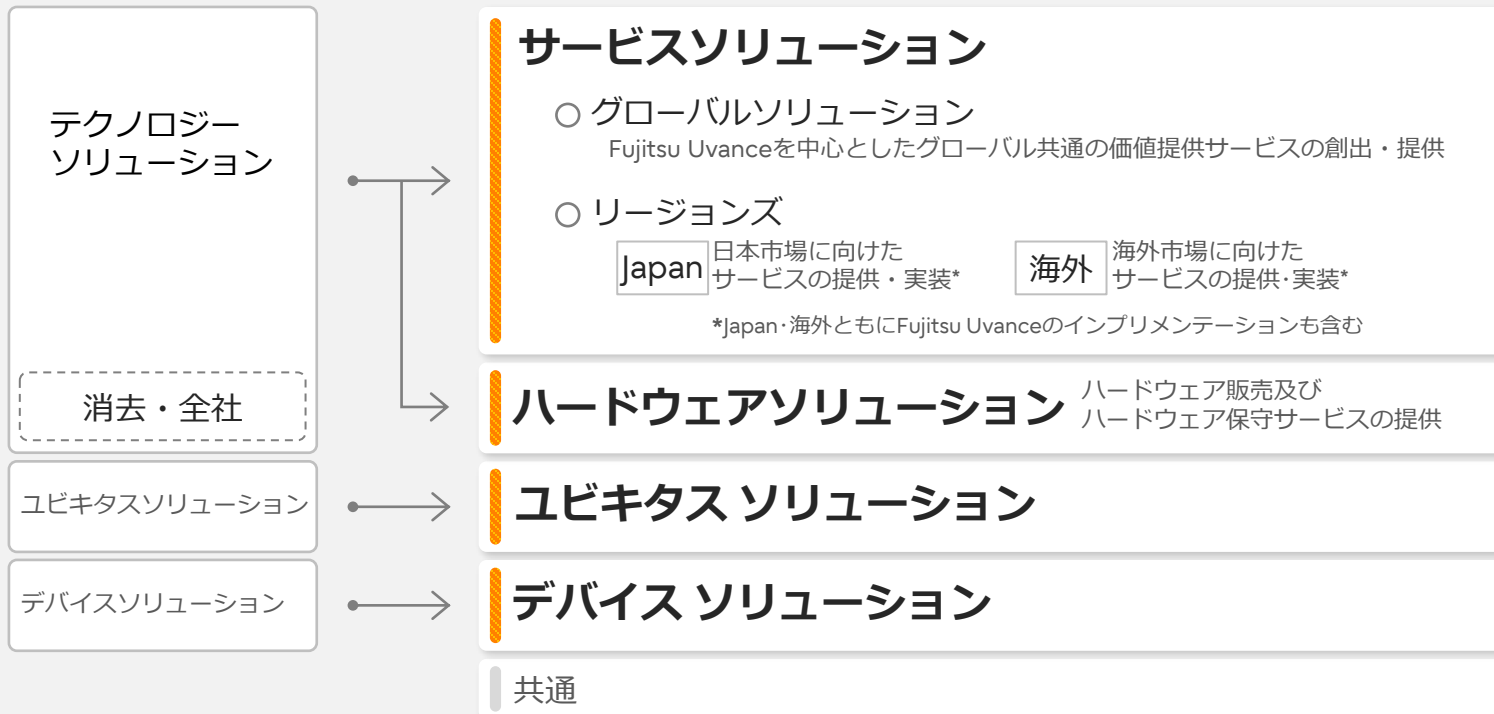 テクノロジー
ソリューション
消去・全社
ユビキタスソリューション
デバイスソリューション
サービスソリューション
グローバルソリューション
Fujitsu Uvanceを中心としたグローバル共通の価値提供サービスの創出・提供
リージョンズ
Japan
日本市場に向けた
サービスの提供・実装*
海外
海外市場に向けた
サービスの提供・実装*
*Japan・海外ともにFujitsu Uvanceのインプリメンテーションも含む
ハードウェアソリューション
ハードウェア販売及び
ハードウェア保守サービスの提供
ユビキタス ソリューション
デバイス ソリューション
共通